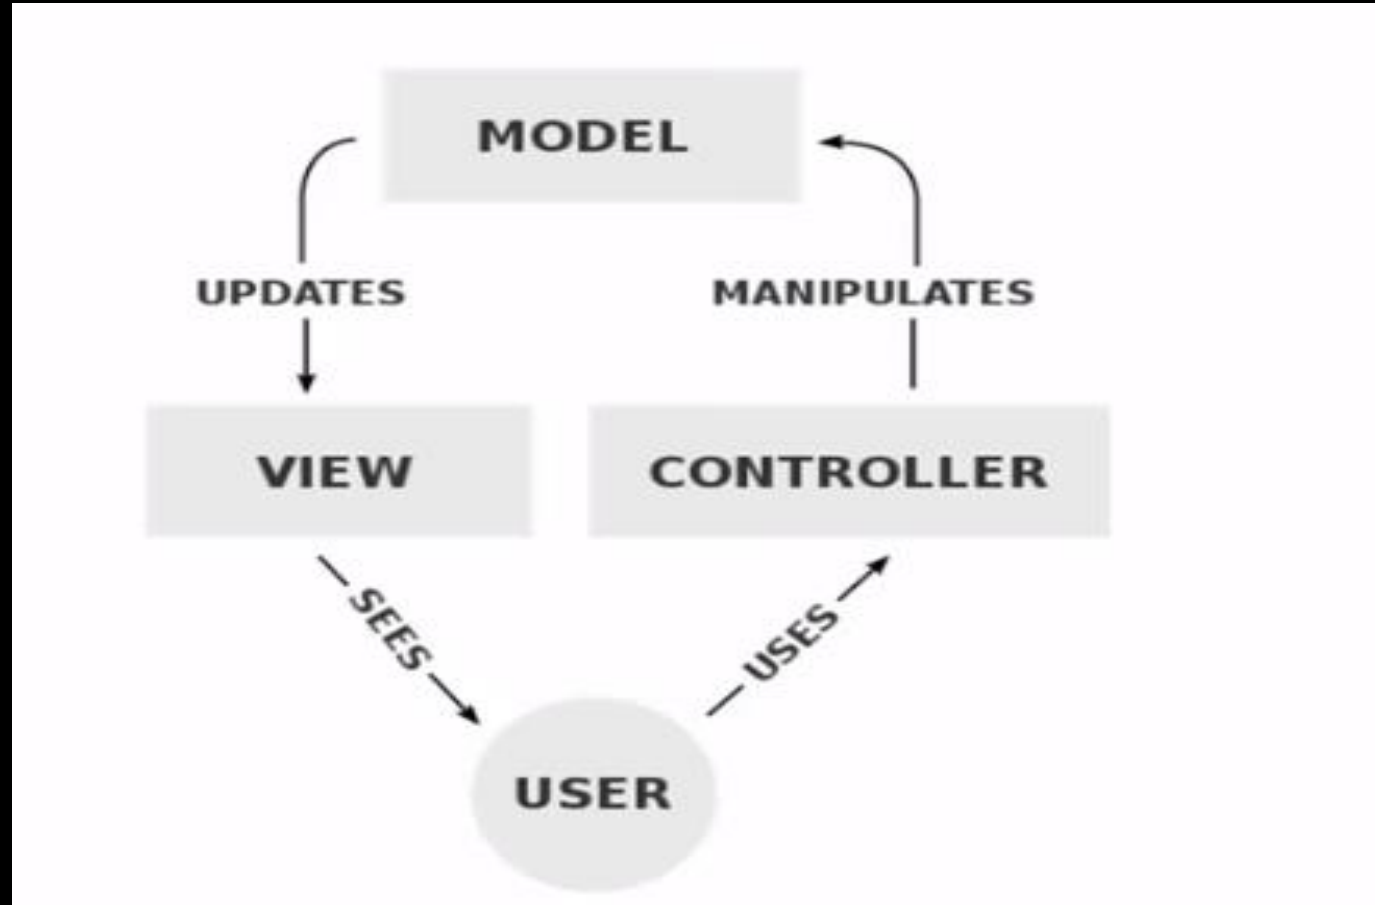 MODEL
UPDATES
MANIPULATES
VIEW
CONTROLLER
SEES
USES
USER